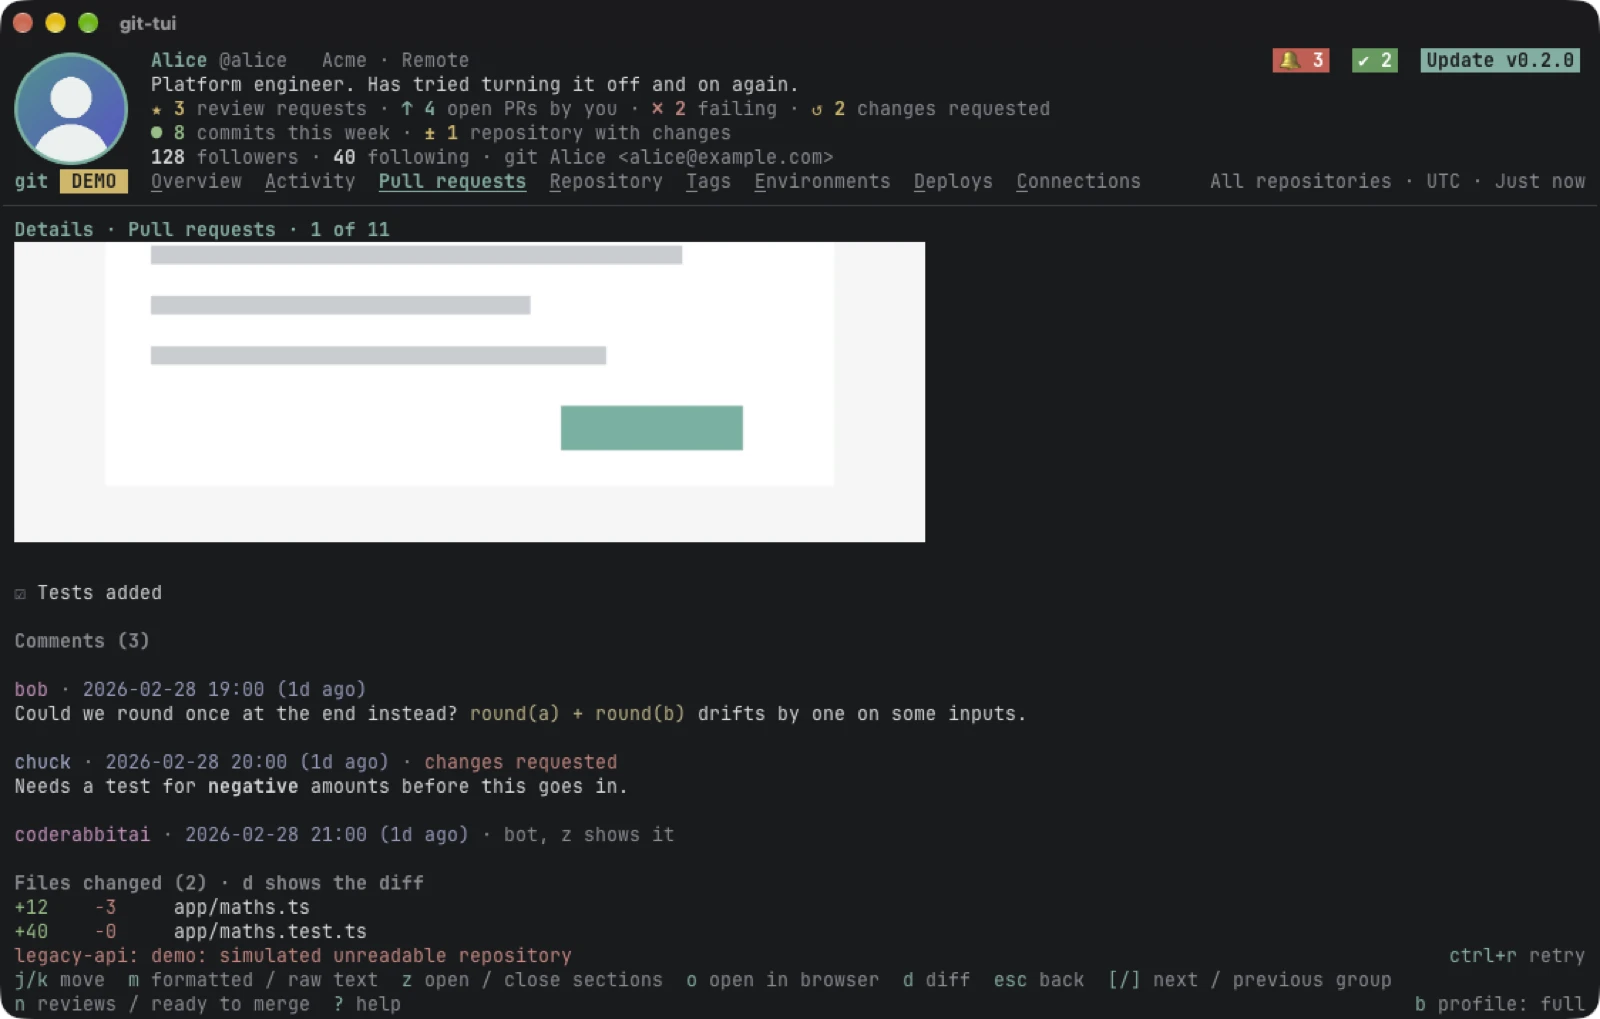 git-tui
Alice @alice Acme · Remote
🔔 3 ✔ 2 Update v0.2.0
Platform engineer. Has tried turning it off and on again.
★ 3 review requests · ↑ 4 open PRs by you · × 2 failing · ↺ 2 changes requested
● 8 commits this week · ± 1 repository with changes
128 followers · 40 following · git Alice <alice@example.com>
git DEMO Overview Activity Pull requests Repository Tags Environments Deploys Connections All repositories · UTC · Just now
Details · Pull requests · 1 of 11
☑ Tests added
Comments (3)
bob · 2026-02-28 19:00 (1d ago)
Could we round once at the end instead? round(a) + round(b) drifts by one on some inputs.
chuck · 2026-02-28 20:00 (1d ago) · changes requested
Needs a test for negative amounts before this goes in.
coderabbitai · 2026-02-28 21:00 (1d ago) · bot, z shows it
Files changed (2) · d shows the diff
+12 -3 app/maths.ts
+40 -0 app/maths.test.ts
legacy-api: demo: simulated unreadable repository ctrl+r retry
j/k move m formatted / raw text z open / close sections o open in browser d diff esc back [/] next / previous group
n reviews / ready to merge ? help b profile: full